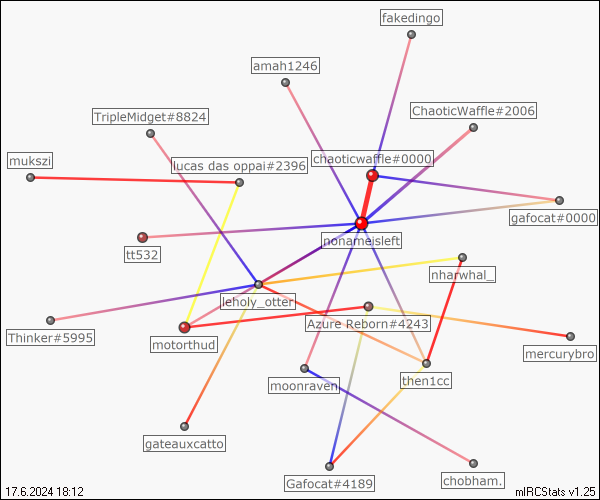 fakedingo
amah1246
TripleMidget#8824
ChaoticWaffle#2006
mukszi
lucas das oppai#2396
chaoticwaffle#0000
gafocat#0000
tt532
nonameisleft
nharwhal_
leholy_otter
Thinker#5995
motorthud
Azure Reborn#4243
mercurybro
moonraven
then1cc
gateauxcatto
Gafocat#4189
chobham.
17.6.2024 18:12
mIRCStats v1.25